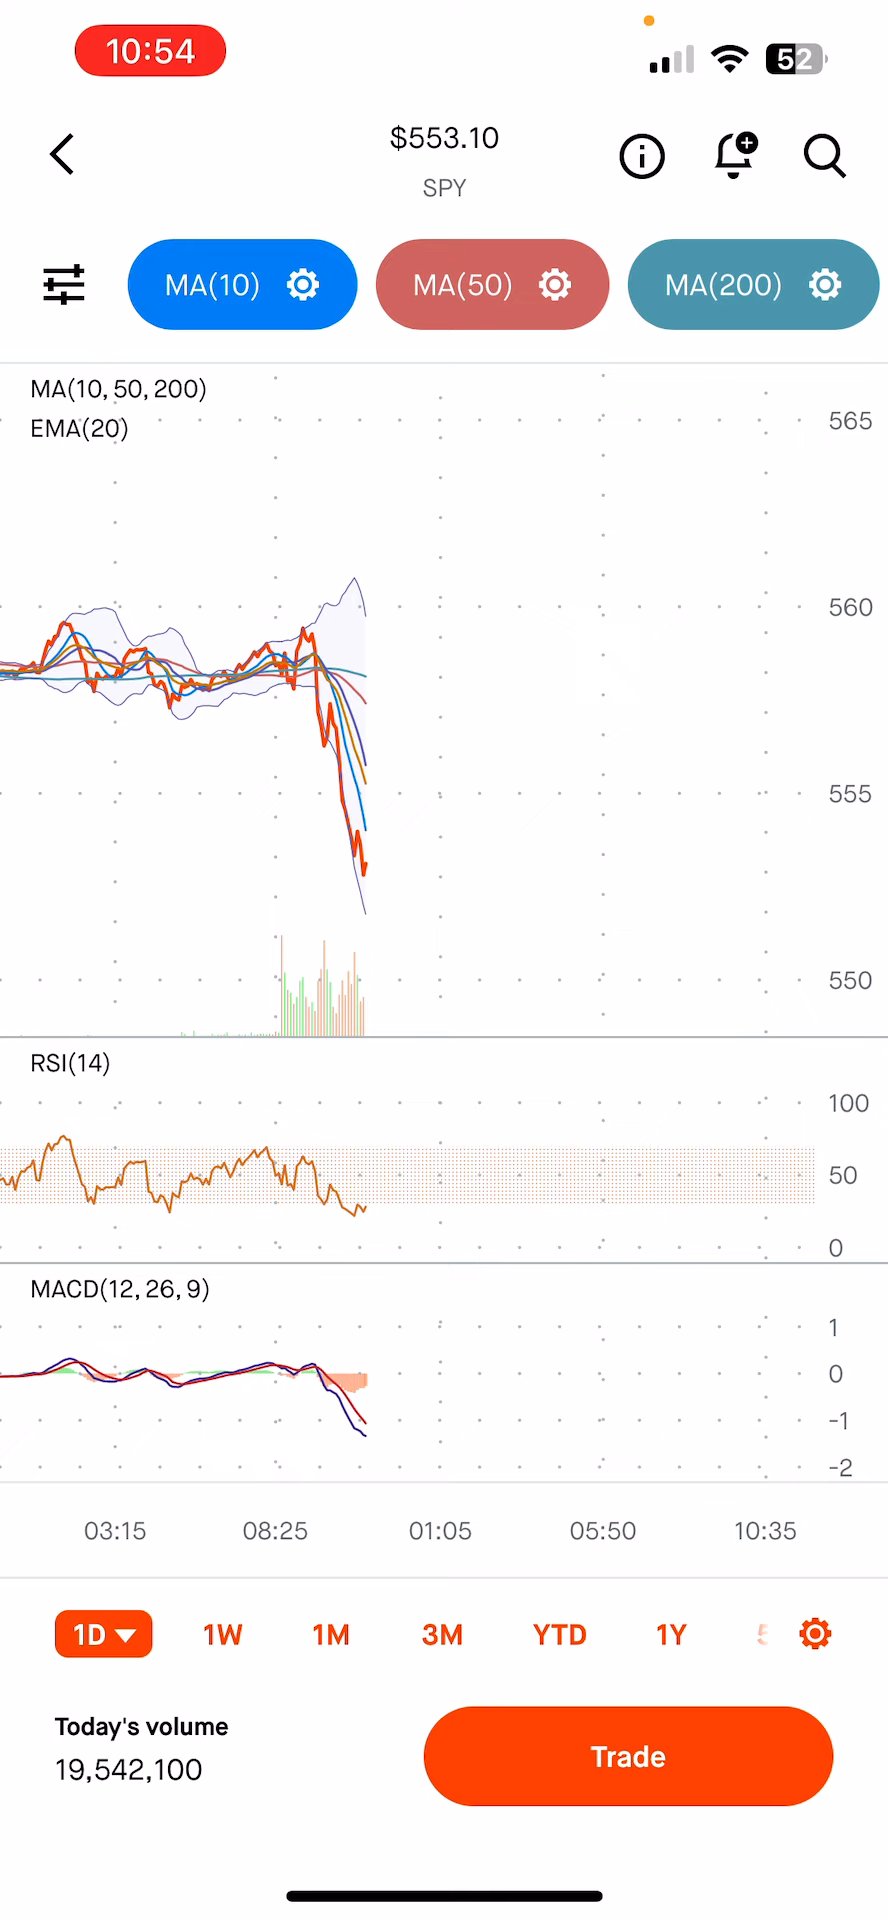 10:54
52
$553.10
SPY
MA(10) MA(50) MA(200)
MA(10, 50, 200)
EMA(20)
565
560
555
550
RSI(14)
100
50
0
MACD(12, 26, 9)
1
0
-1
-2
03:15 08:25 01:05 05:50 10:35
1D 1W 1M 3M YTD 1Y
Today's volume
19,542,100
Trade